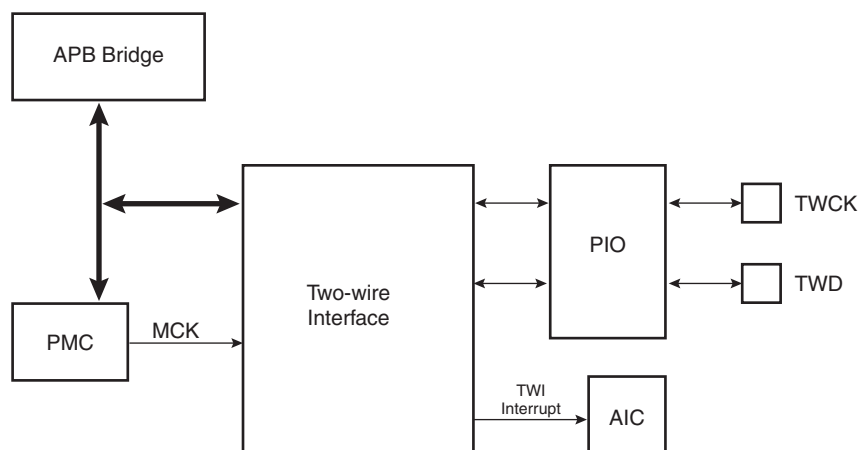 APB Bridge
TWCK
PIO
TWD
Two-wire
Interface
PMC
MCK
TWI
Interrupt
AIC